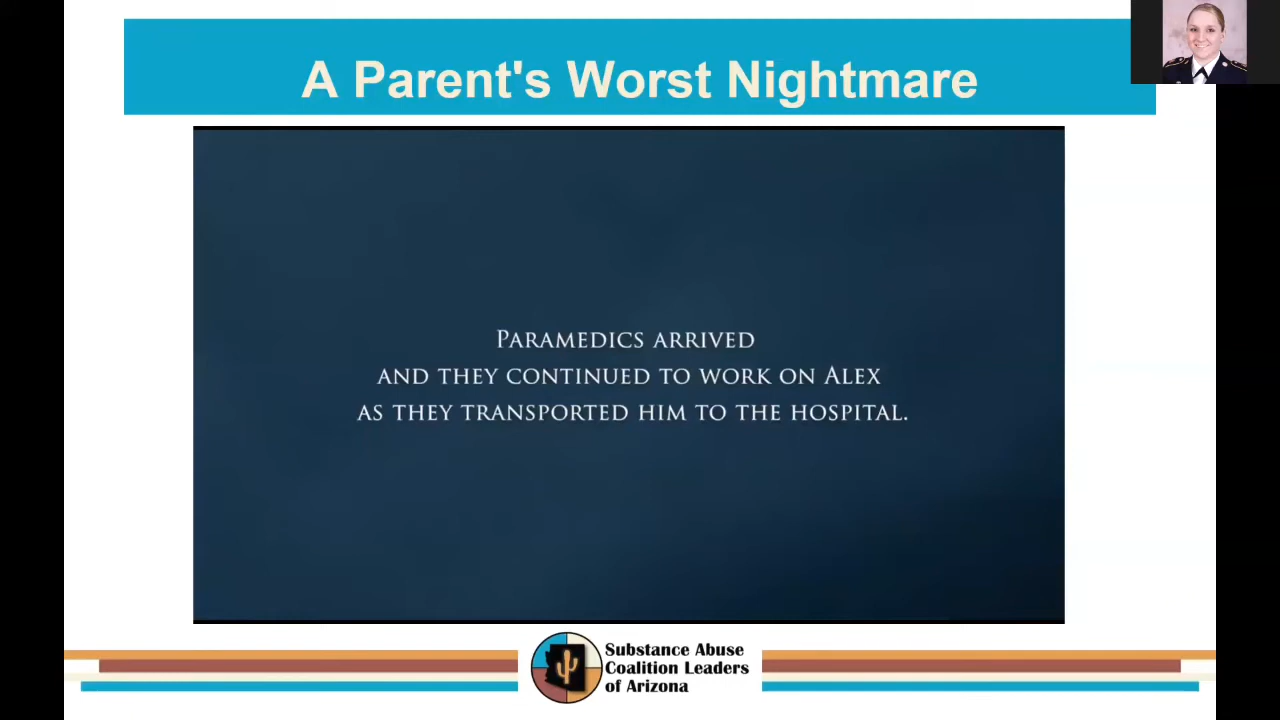 A Parent's Worst Nightmare
Paramedics arrived
and they continued to work on Alex
as they transported him to the hospital.
Substance Abuse
Coalition Leaders
of Arizona